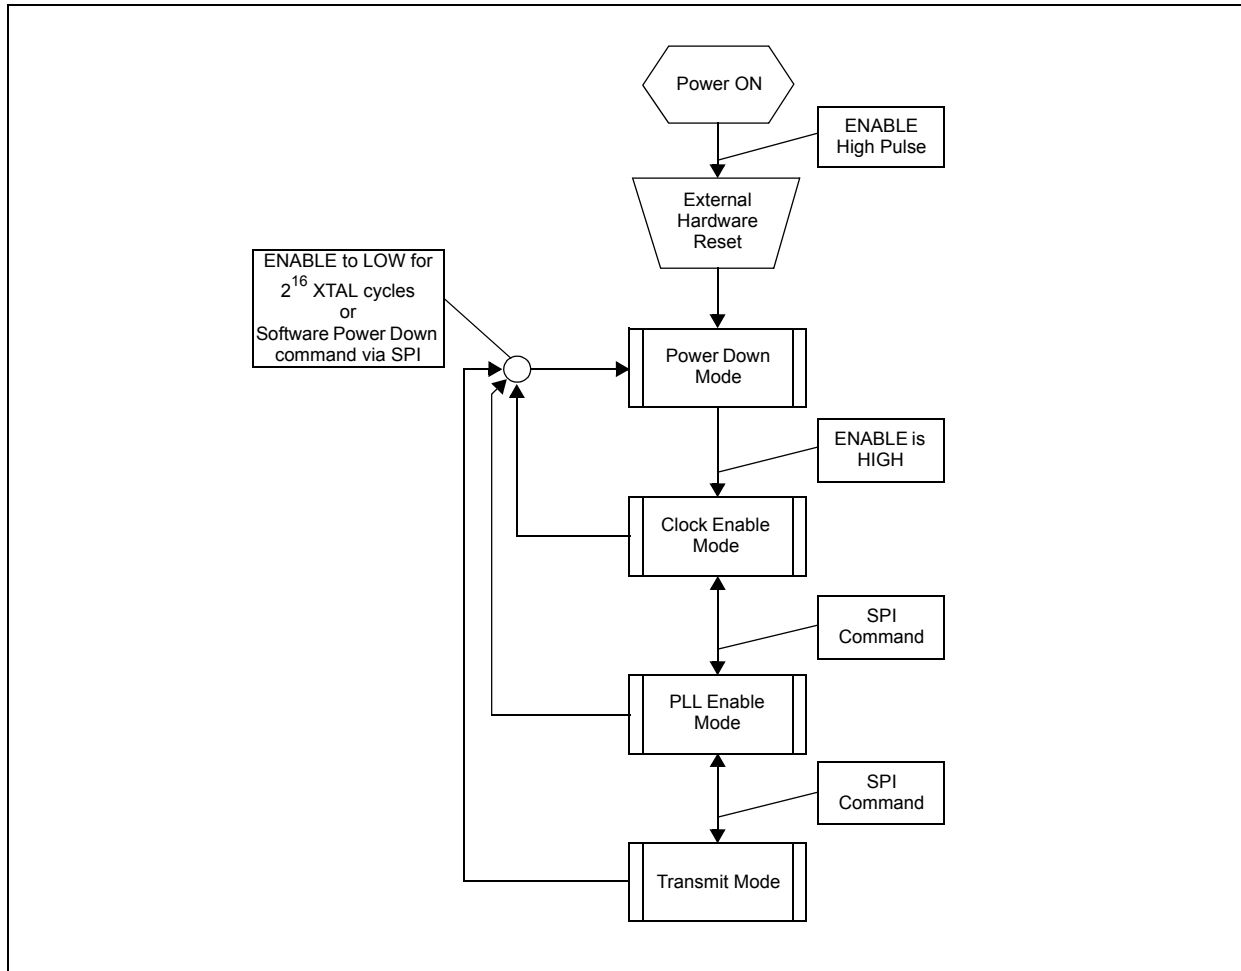 Power ON
ENABLE
High Pulse
External
Hardware
Reset
ENABLE to LOW for
2^16 XTAL cycles
or
Software Power Down
command via SPI
Power Down
Mode
ENABLE is
HIGH
Clock Enable
Mode
SPI
Command
PLL Enable
Mode
SPI
Command
Transmit Mode